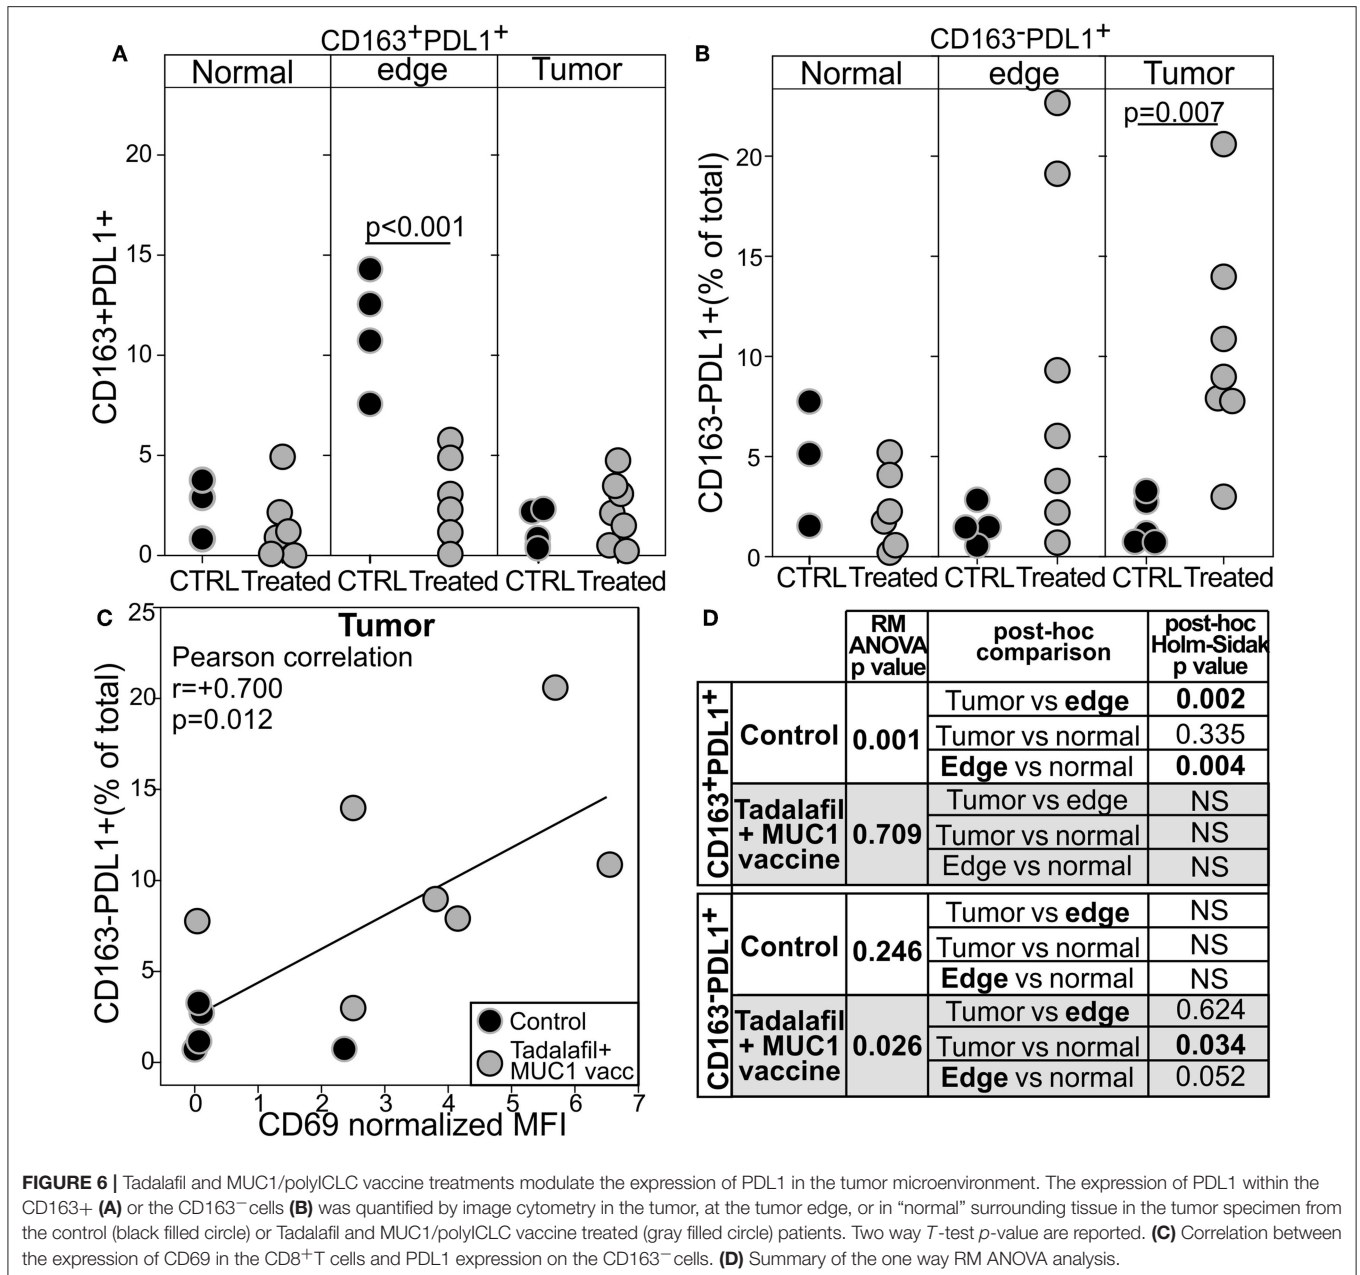 A
CD163+PDL1+
Normal
edge
Tumor
CD163+PDL1+
20
15
10
5
0
p<0.001
CTRL Treated CTRL Treated CTRL Treated
B
CD163-PDL1+
Normal
edge
Tumor
CD163-PDL1+(% of total)
20
15
10
5
0
p=0.007
CTRL Treated CTRL Treated CTRL Treated
C
Tumor
Pearson correlation
r=+0.700
p=0.012
CD163-PDL1+(% of total)
25
20
15
10
5
0
Control
Tadalafil+
MUC1 vacc
0 1 2 3 4 5 6 7
CD69 normalized MFI
D
RM
ANOVA
p value
post-hoc
comparison
post-hoc
Holm-Sidak
p value
CD163+PDL1+
Control
0.001
Tumor vs edge
0.002
Tumor vs normal
0.335
Edge vs normal
0.004
Tadalafil
+ MUC1
vaccine
0.709
Tumor vs edge
NS
Tumor vs normal
NS
Edge vs normal
NS
CD163-PDL1+
Control
0.246
Tumor vs edge
NS
Tumor vs normal
NS
Edge vs normal
NS
Tadalafil
+ MUC1
vaccine
0.026
Tumor vs edge
0.624
Tumor vs normal
0.034
Edge vs normal
0.052
FIGURE 6 | Tadalafil and MUC1/polyICLC vaccine treatments modulate the expression of PDL1 in the tumor microenvironment. The expression of PDL1 within the
CD163+ (A) or the CD163− cells (B) was quantified by image cytometry in the tumor, at the tumor edge, or in “normal” surrounding tissue in the tumor specimen from
the control (black filled circle) or Tadalafil and MUC1/polyICLC vaccine treated (gray filled circle) patients. Two way T-test p-value are reported. (C) Correlation between
the expression of CD69 in the CD8+T cells and PDL1 expression on the CD163− cells. (D) Summary of the one way RM ANOVA analysis.